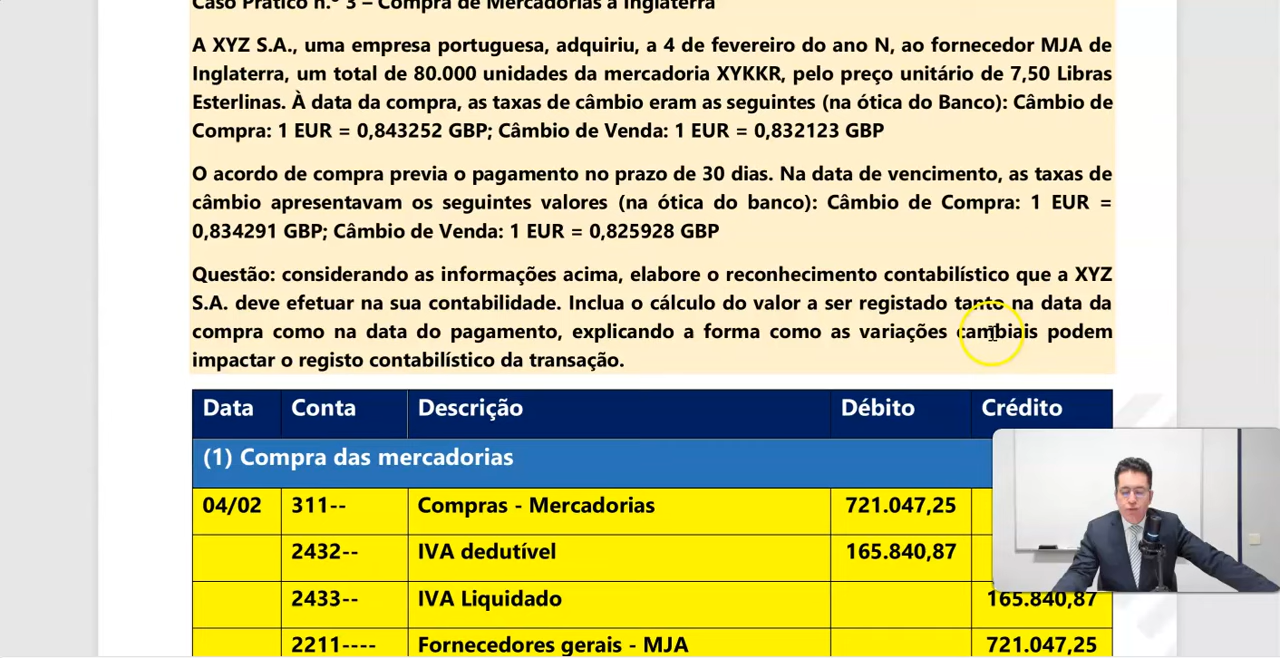 Caso Prático n.º 3 – Compra de Mercadorias a Inglaterra
A XYZ S.A., uma empresa portuguesa, adquiriu, a 4 de fevereiro do ano N, ao fornecedor MJA de
Inglaterra, um total de 80.000 unidades da mercadoria XYKKR, pelo preço unitário de 7,50 Libras
Esterlinas. À data da compra, as taxas de câmbio eram as seguintes (na ótica do Banco): Câmbio de
Compra: 1 EUR = 0,843252 GBP; Câmbio de Venda: 1 EUR = 0,832123 GBP
O acordo de compra previa o pagamento no prazo de 30 dias. Na data de vencimento, as taxas de
câmbio apresentavam os seguintes valores (na ótica do banco): Câmbio de Compra: 1 EUR =
0,834291 GBP; Câmbio de Venda: 1 EUR = 0,825928 GBP
Questão: considerando as informações acima, elabore o reconhecimento contabilístico que a XYZ
S.A. deve efetuar na sua contabilidade. Inclua o cálculo do valor a ser registado tanto na data da
compra como na data do pagamento, explicando a forma como as variações cambiais podem
impactar o registo contabilístico da transação.
Data Conta Descrição Débito Crédito
(1) Compra das mercadorias
04/02 311-- Compras - Mercadorias 721.047,25
2432-- IVA dedutível 165.840,87
2433-- IVA Liquidado 165.840,87
2211---- Fornecedores gerais - MJA 721.047,25